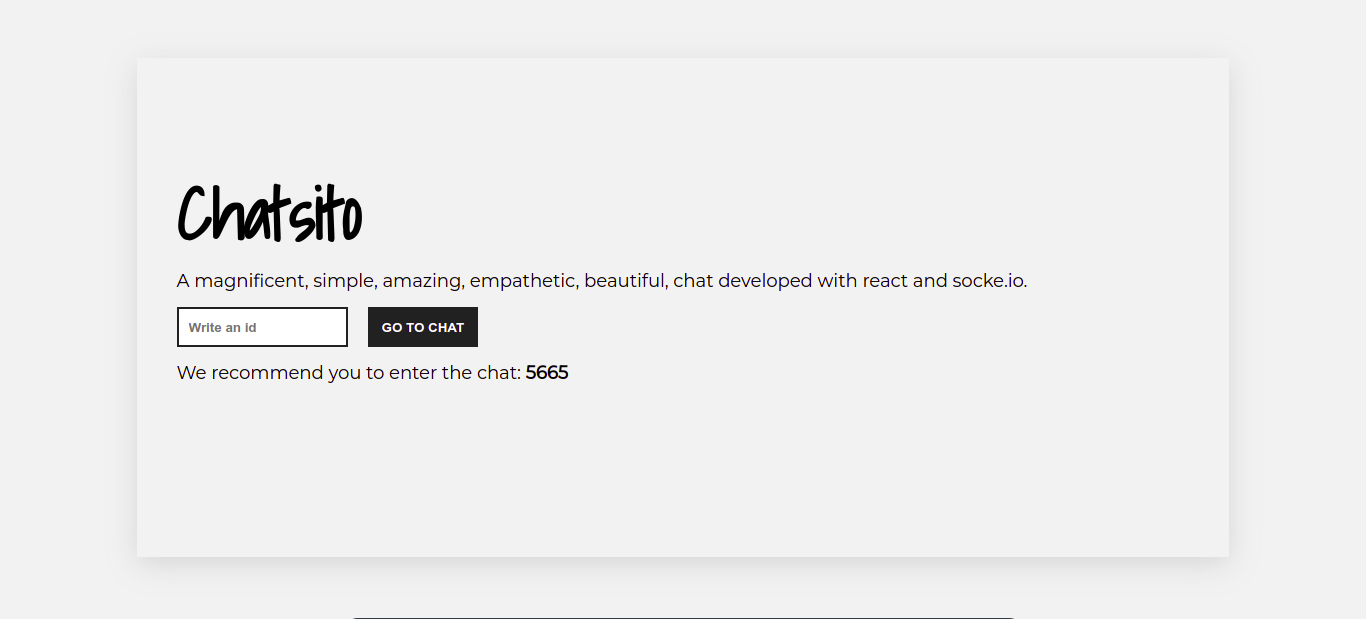 Chatsito
A magnificent, simple, amazing, empathetic, beautiful, chat developed with react and socke.io.
Write an id
GO TO CHAT
We recommend you to enter the chat: 5665